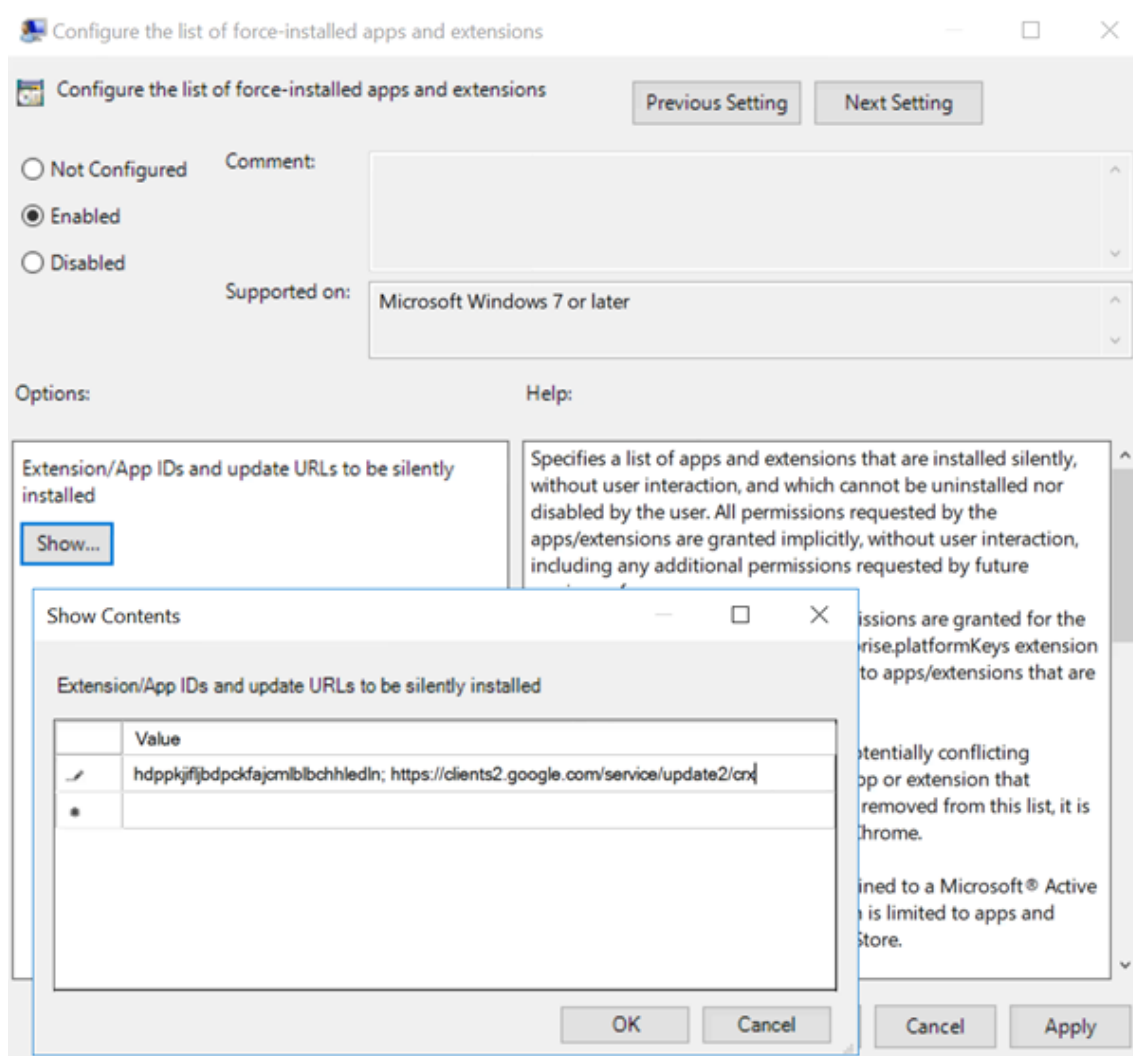 Configure the list of force-installed apps and extensions
Configure the list of force-installed apps and extensions
Previous Setting
Next Setting
Not Configured
Comment:
Enabled
Disabled
Supported on:
Microsoft Windows 7 or later
Options:
Help:
Extension/App IDs and update URLs to be silently
installed
Show...
Specifies a list of apps and extensions that are installed silently,
without user interaction, and which cannot be uninstalled nor
disabled by the user. All permissions requested by the
apps/extensions are granted implicitly, without user interaction,
including any additional permissions requested by future
issions are granted for the
rise.platformKeys extension
to apps/extensions that are
otentially conflicting
pp or extension that
removed from this list, it is
Chrome.
ined to a Microsoft® Active
is limited to apps and
Store.
Show Contents
Extension/App IDs and update URLs to be silently installed
Value
hdppkjifljbdpckfajcmlblbchhledln; https://clients2.google.com/service/update2/crx
OK
Cancel
Cancel
Apply